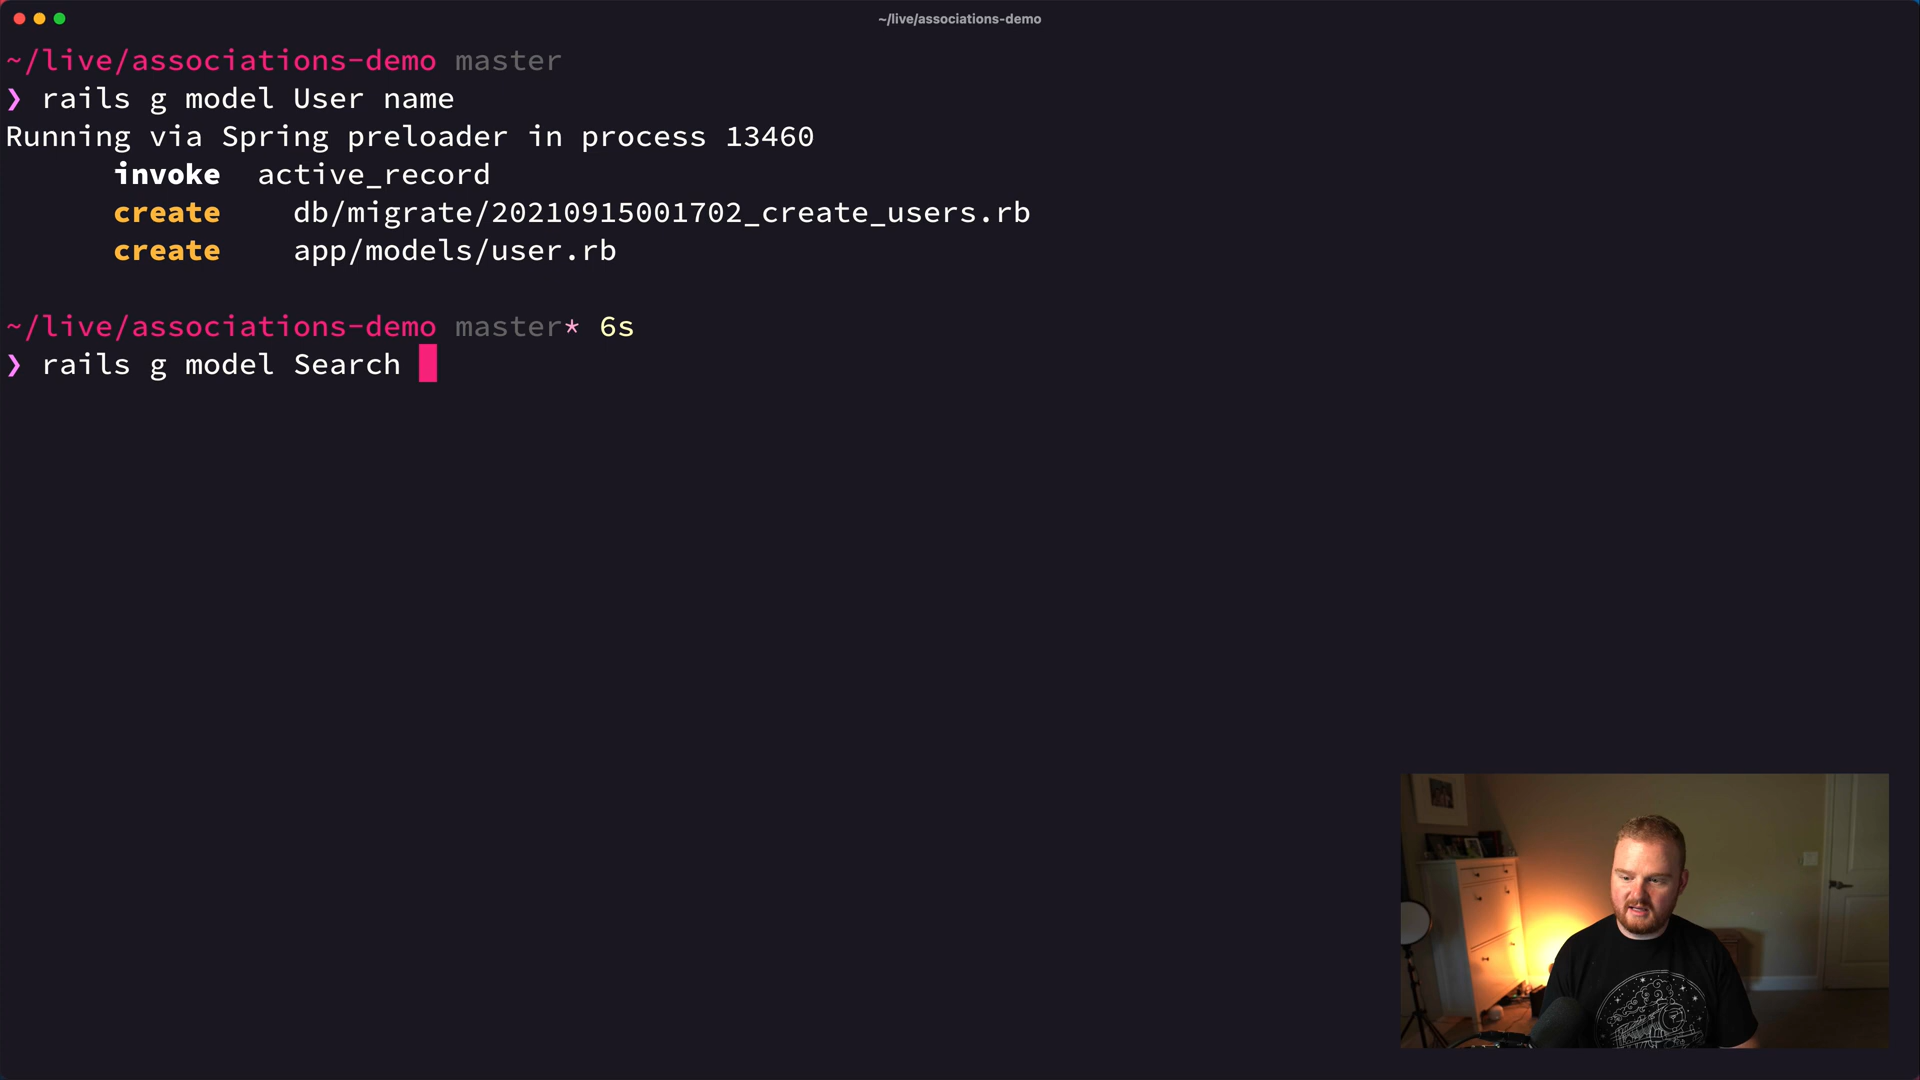 ~/live/associations-demo
~/live/associations-demo master
❯ rails g model User name
Running via Spring preloader in process 13460
invoke active_record
create db/migrate/20210915001702_create_users.rb
create app/models/user.rb
~/live/associations-demo master* 6s
❯ rails g model Search